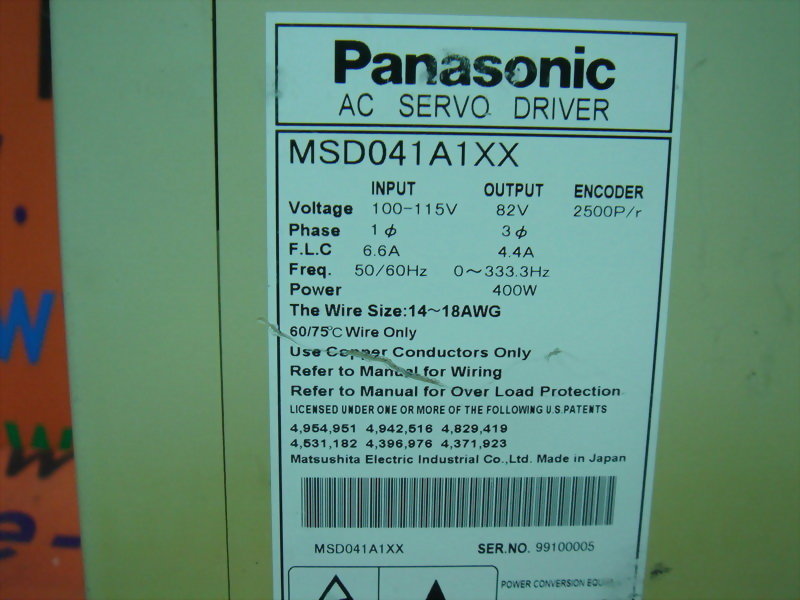 Panasonic
AC SERVO DRIVER
MSD041A1XX
INPUT OUTPUT ENCODER
Voltage 100-115V 82V 2500P/r
Phase 1ϕ 3ϕ
F.L.C 6.6A 4.4A
Freq. 50/60Hz 0~333.3Hz
Power 400W
The Wire Size:14~18AWG
60/75℃ Wire Only
Use Copper Conductors Only
Refer to Manual for Wiring
Refer to Manual for Over Load Protection
LICENSED UNDER ONE OR MORE OF THE FOLLOWING U.S.PATENTS
4,954,951 4,942,516 4,829,419
4,531,182 4,396,976 4,371,923
Matsushita Electric Industrial Co.,Ltd. Made in Japan
MSD041A1XX SER.NO. 99100005
POWER CONVERSION
W
w
e-